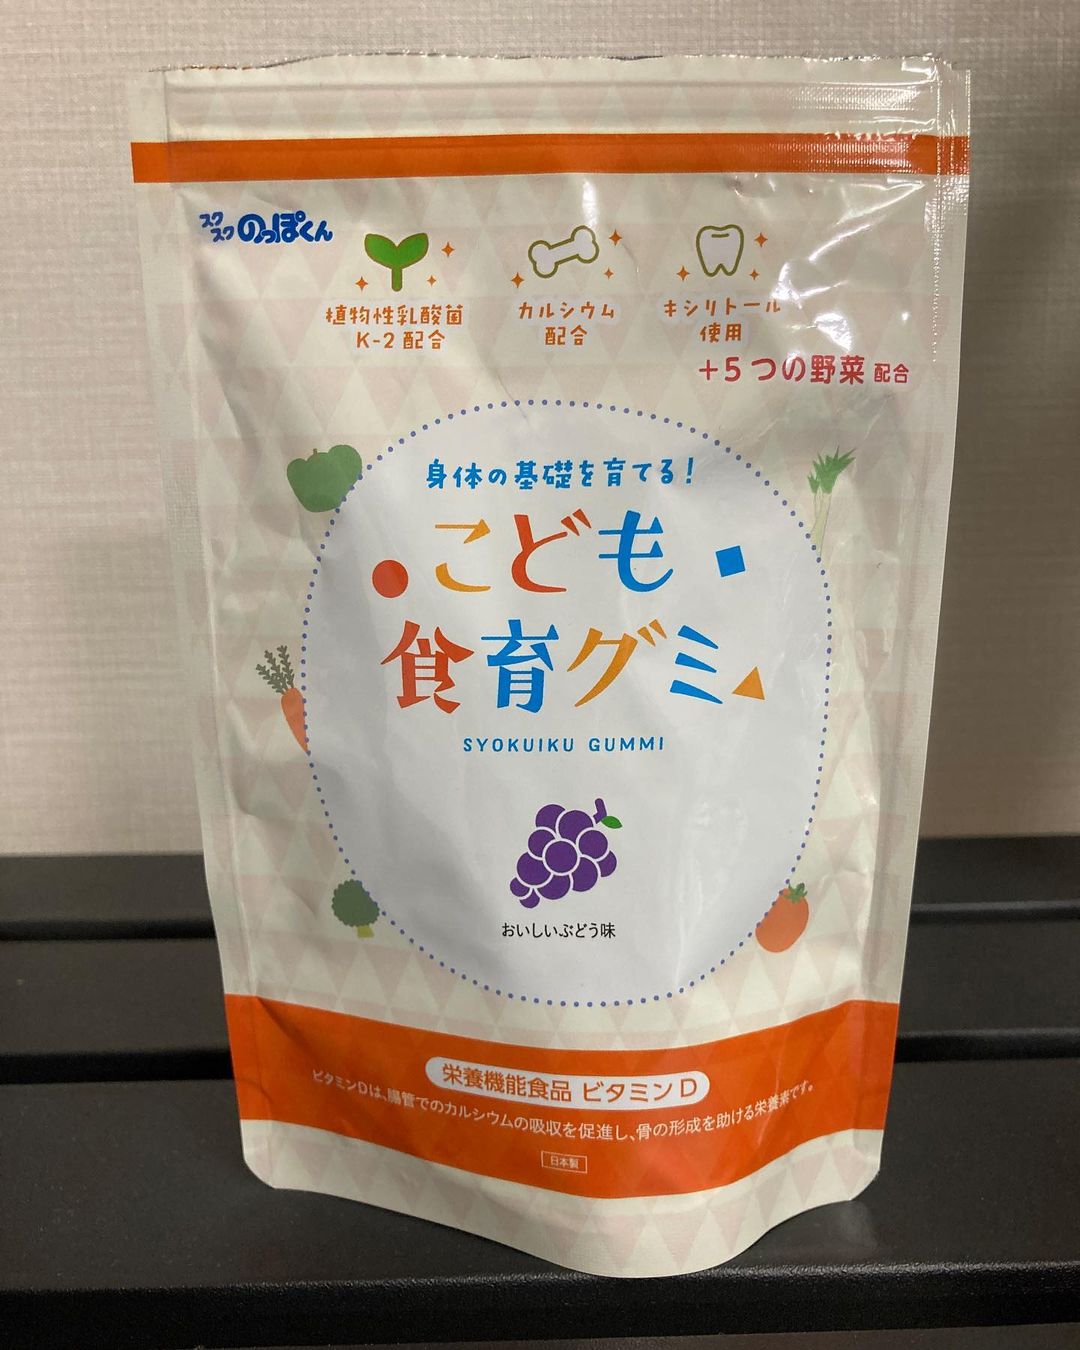 スクスクのっぽくん
植物性乳酸菌
K-2 配合
カルシウム
配合
キシリトール
使用
+5つの野菜 配合
身体の基礎を育てる!
こども
食育グミ
SYOKUIKU GUMMI
おいしいぶどう味
栄養機能食品 ビタミンD
ビタミンDは、腸管でのカルシウムの吸収を促進し、骨の形成を助ける栄養素です。
日本製